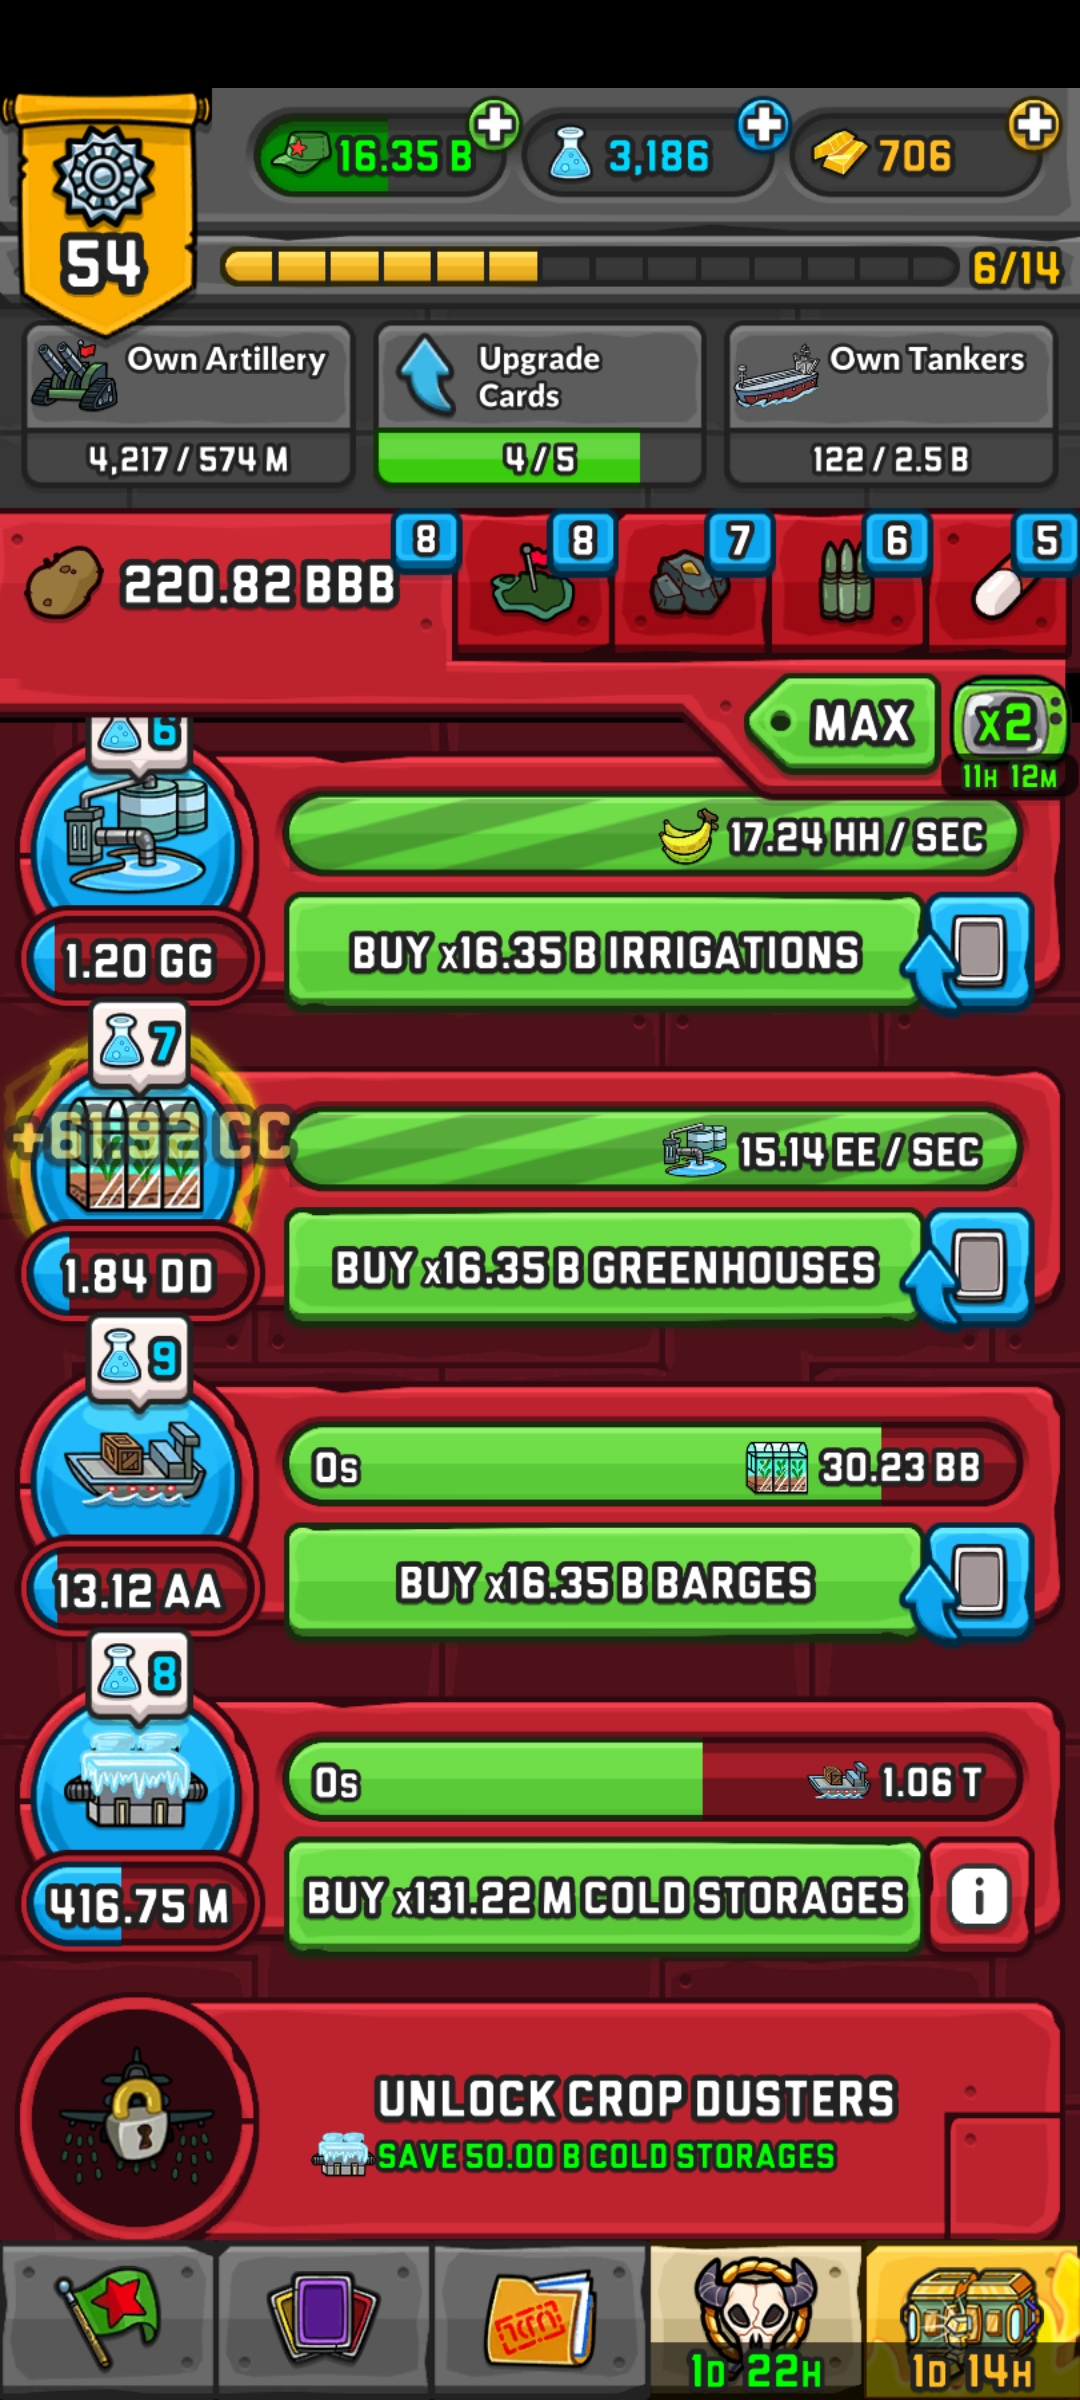 16.35 B
3,186
706
54
6/14
Own Artillery
4,217 / 574 M
Upgrade
Cards
4 / 5
Own Tankers
122 / 2.5 B
220.82 BBB
8
8
7
6
5
MAX
x2
11H 12M
6
17.24 HH / SEC
1.20 GG
BUY x16.35 B IRRIGATIONS
7
+61.92 CC
15.14 EE / SEC
1.84 DD
BUY x16.35 B GREENHOUSES
9
0s
30.23 BB
13.12 AA
BUY x16.35 B BARGES
8
0s
1.06 T
416.75 M
BUY x131.22 M COLD STORAGES
i
UNLOCK CROP DUSTERS
SAVE 50.00 B COLD STORAGES
1D 22H
1D 14H